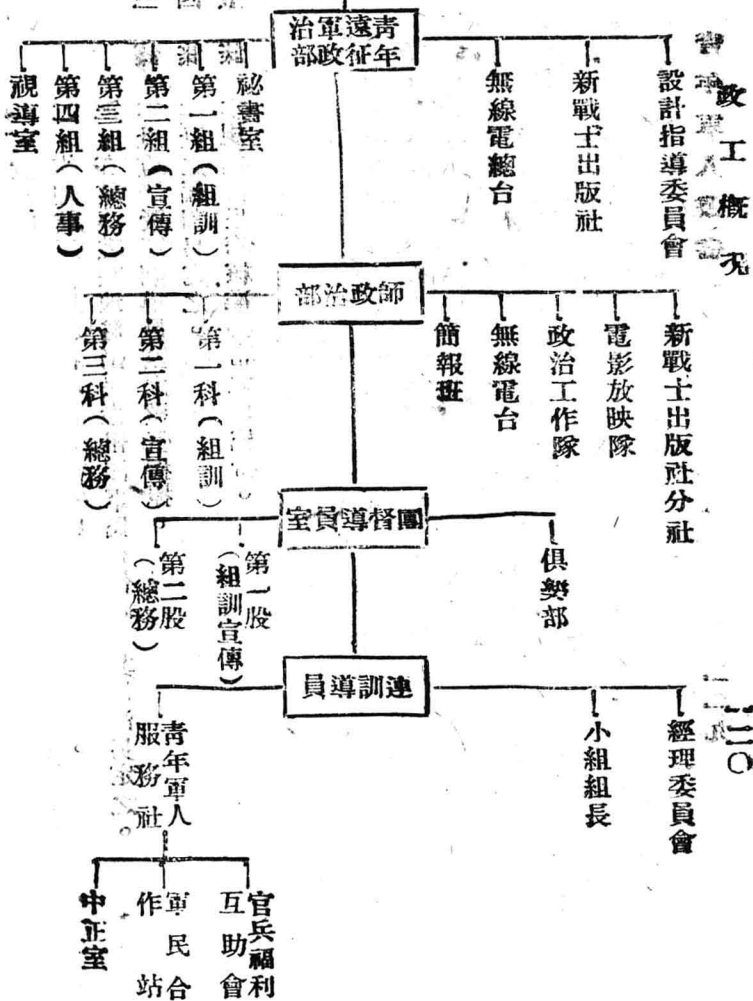 政工概況
青年遠征軍政治部
設計指導委員會
新戰士出版社
無線電總台
祕書室
第一組（組訓）
第二組（宣傳）
第三組（總務）
第四組（人事）
視導室
師政治部
新戰士出版社分社
電影放映隊
政治工作隊
無線電台
簡報班
第一科（組訓）
第二科（宣傳）
第三科（總務）
團督導員室
俱樂部
第一股
（組訓宣傳）
第二股
（總務）
連訓導員
經理委員會
小組組長
青年軍人
服務社
官兵福利
互助會
軍民合
作站
中正室
一二〇